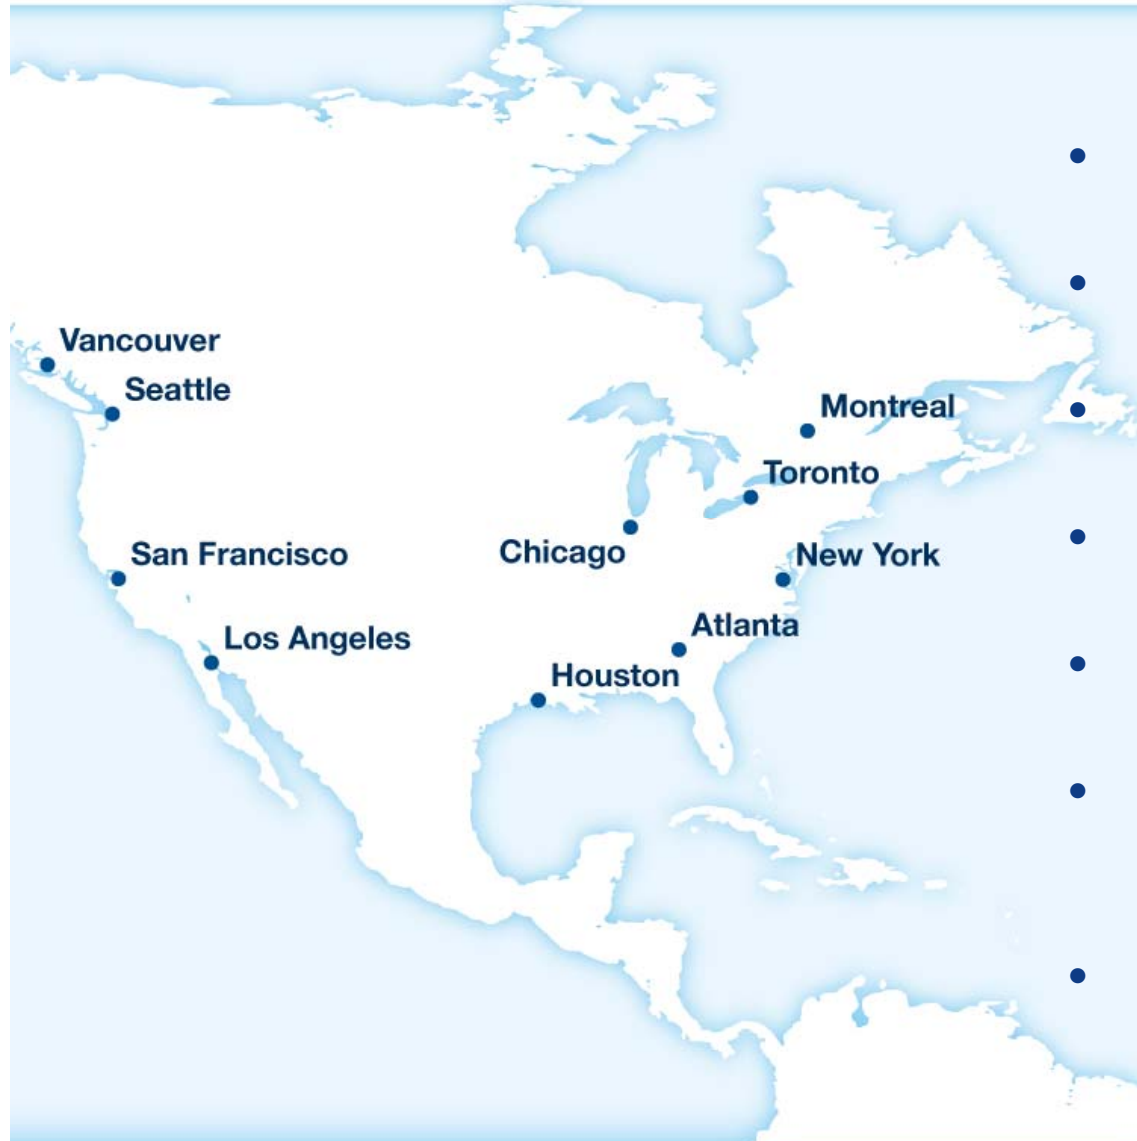 Vancouver
Seattle
Montreal
Toronto
Chicago
San Francisco
New York
Atlanta
Los Angeles
Houston